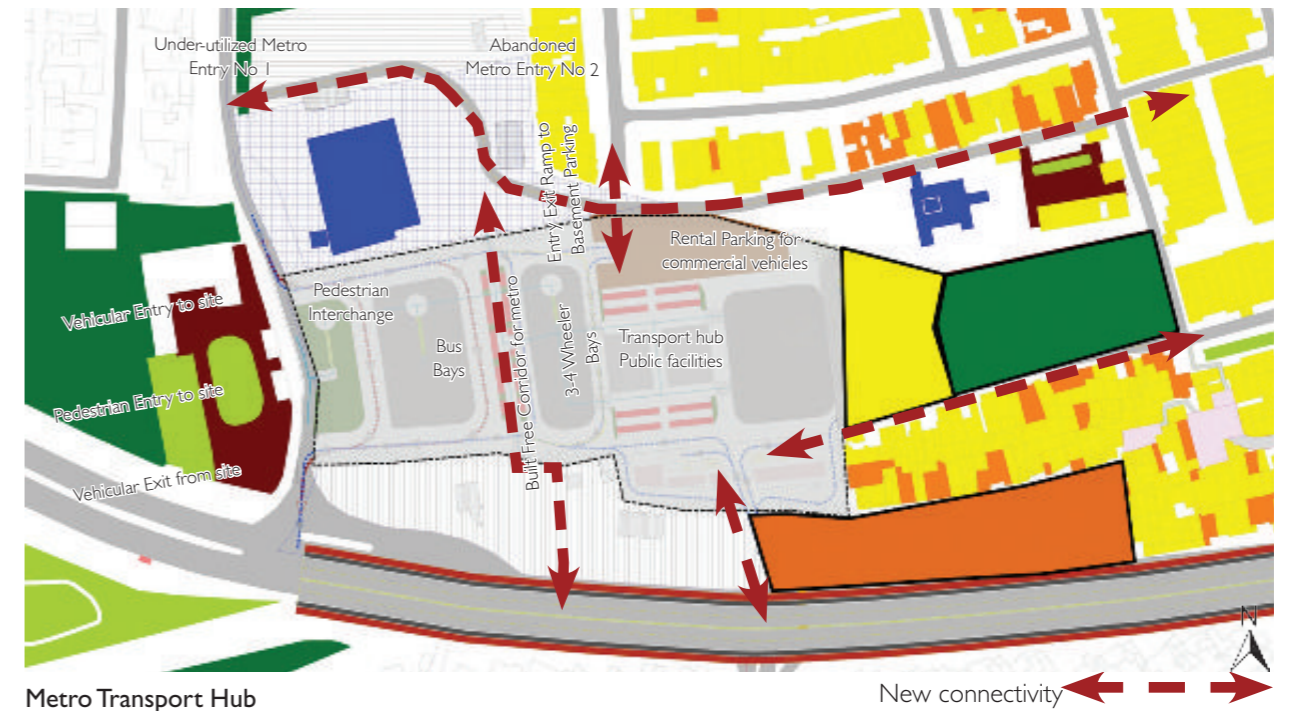 Under-utilized Metro
Entry No 1
Abandoned
Metro Entry No 2
Entry Exit Ramp to
Basement Parking
Rental Parking for
commercial vehicles
Pedestrian
Interchange
Vehicular Entry to site
Bus
Bays
Built Free Corridor for metro
3-4 Wheeler
Bays
Transport hub
Public facilities
Pedestrian Entry to site
Vehicular Exit from site
N
Metro Transport Hub
New connectivity